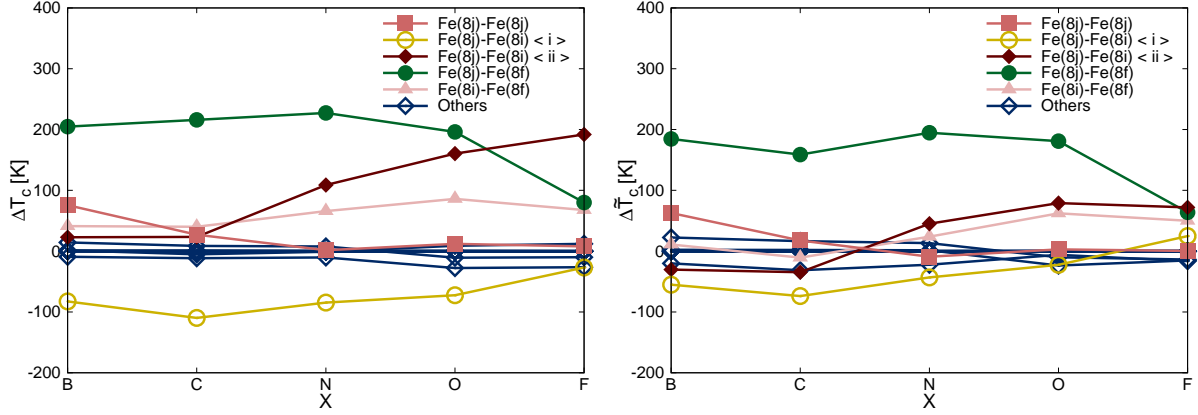 400
300
200
100
0
-100
-200
ΔT_c [K]
B
C
N
O
F
X
Fe(8j)-Fe(8j)
Fe(8j)-Fe(8i) < i >
Fe(8j)-Fe(8i) < ii >
Fe(8j)-Fe(8f)
Fe(8i)-Fe(8f)
Others
400
300
200
100
0
-100
-200
ΔT̃_c [K]
B
C
N
O
F
X
Fe(8j)-Fe(8j)
Fe(8j)-Fe(8i) < i >
Fe(8j)-Fe(8i) < ii >
Fe(8j)-Fe(8f)
Fe(8i)-Fe(8f)
Others